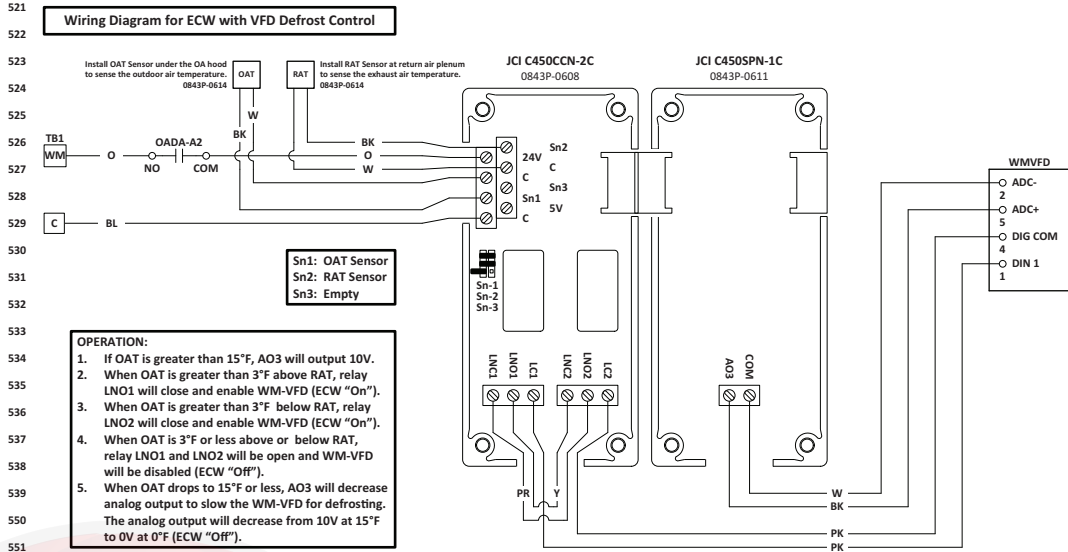 521
Wiring Diagram for ECW with VFD Defrost Control
522
523
Install OAT Sensor under the OA hood
to sense the outdoor air temperature.
0843P-0614
OAT
RAT
Install RAT Sensor at return air plenum
to sense the exhaust air temperature.
0843P-0614
JCI C450CCN-2C
0843P-0608
JCI C450SPN-1C
0843P-0611
524
525
W
BK
526
TB1
WM
O
OADA-A2
NO
COM
BK
O
W
Sn2
24V
C
C
Sn3
Sn1
5V
C
527
528
529
C
BL
WMVFD
ADC-
2
ADC+
5
DIG COM
4
DIN 1
1
530
Sn1: OAT Sensor
Sn2: RAT Sensor
Sn3: Empty
531
Sn-1
Sn-2
Sn-3
532
533
OPERATION:
534
1. If OAT is greater than 15°F, AO3 will output 10V.
2. When OAT is greater than 3°F above RAT, relay
LNO1 will close and enable WM-VFD (ECW “On”).
3. When OAT is greater than 3°F below RAT, relay
LNO2 will close and enable WM-VFD (ECW “On”).
4. When OAT is 3°F or less above or below RAT,
relay LNO1 and LNO2 will be open and WM-VFD
will be disabled (ECW “Off”).
5. When OAT drops to 15°F or less, AO3 will decrease
analog output to slow the WM-VFD for defrosting.
The analog output will decrease from 10V at 15°F
to 0V at 0°F (ECW “Off”).
LNC1
LNO1
LC1
LNC2
LNO2
LC2
AO3
COM
535
536
537
538
539
PR
Y
W
BK
550
PK
551
PK